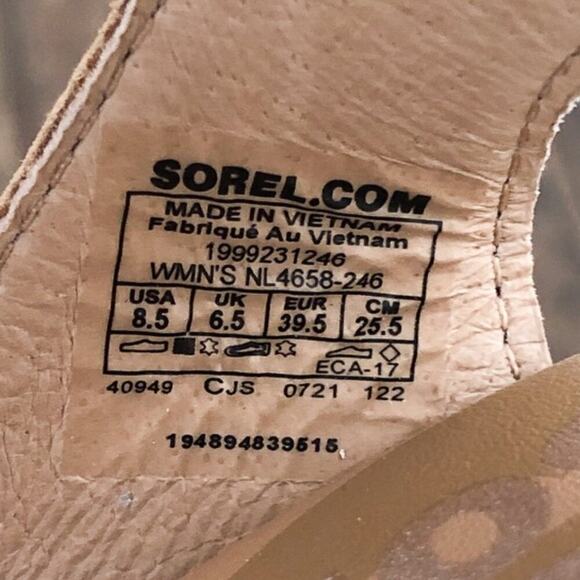 SOREL.COM
MADE IN VIETNAM
Fabriqué Au Vietnam
1999231246
WMN'S NL4658-246
USA UK EUR CM
8.5 6.5 39.5 25.5
ECA-17
40949 CJS 0721 122
194894839515